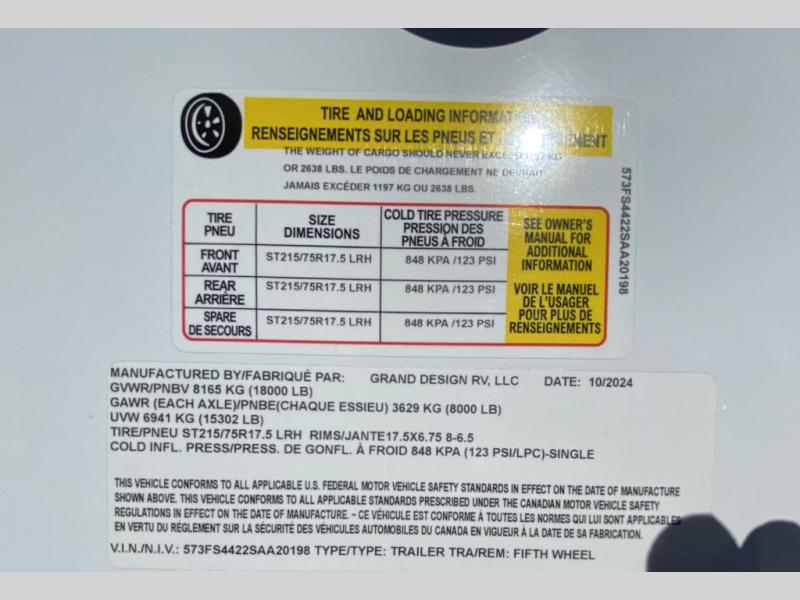 TIRE AND LOADING INFORMATION
RENSEIGNEMENTS SUR LES PNEUS ET
THE WEIGHT OF CARGO SHOULD NEVER EXCEED 1197 KG
OR 2638 LBS. LE POIDS DE CHARGEMENT NE DEVRAIT
JAMAIS EXCÉDER 1197 KG OU 2638 LBS.
TIRE
PNEU
SIZE
DIMENSIONS
COLD TIRE PRESSURE
PRESSION DES
PNEUS À FROID
FRONT
AVANT
ST215/75R17.5 LRH
848 KPA /123 PSI
REAR
ARRIÈRE
ST215/75R17.5 LRH
848 KPA /123 PSI
SPARE
DE SECOURS
ST215/75R17.5 LRH
848 KPA /123 PSI
SEE OWNER'S
MANUAL FOR
ADDITIONAL
INFORMATION
VOIR LE MANUEL
DE L'USAGER
POUR PLUS DE
RENSEIGNEMENTS
573FS4422SAA20198
MANUFACTURED BY/FABRIQUÉ PAR: GRAND DESIGN RV, LLC DATE: 10/2024
GVWR/PNBV 8165 KG (18000 LB)
GAWR (EACH AXLE)/PNBE(CHAQUE ESSIEU) 3629 KG (8000 LB)
UVW 6941 KG (15302 LB)
TIRE/PNEU ST215/75R17.5 LRH RIMS/JANTE17.5X6.75 8-6.5
COLD INFL. PRESS/PRESS. DE GONFL. À FROID 848 KPA (123 PSI/LPC)-SINGLE
THIS VEHICLE CONFORMS TO ALL APPLICABLE U.S. FEDERAL MOTOR VEHICLE SAFETY STANDARDS IN EFFECT ON THE DATE OF MANUFACTURE
SHOWN ABOVE. THIS VEHICLE CONFORMS TO ALL APPLICABLE STANDARDS PRESCRIBED UNDER THE CANADIAN MOTOR VEHICLE SAFETY
REGULATIONS IN EFFECT ON THE DATE OF MANUFACTURE. ~ CE VÉHICULE EST CONFORME À TOUTES LES NORMES QUI LUI SONT APPLICABLES
EN VERTU DU RÉGLEMENT SUR LA SÉCURITÉ DES VÉHICULES AUTOMOBILES DU CANADA EN VIGUEUR À LA DATE DE SA FABRICATION.
V.I.N./N.I.V.: 573FS4422SAA20198 TYPE/TYPE: TRAILER TRA/REM: FIFTH WHEEL